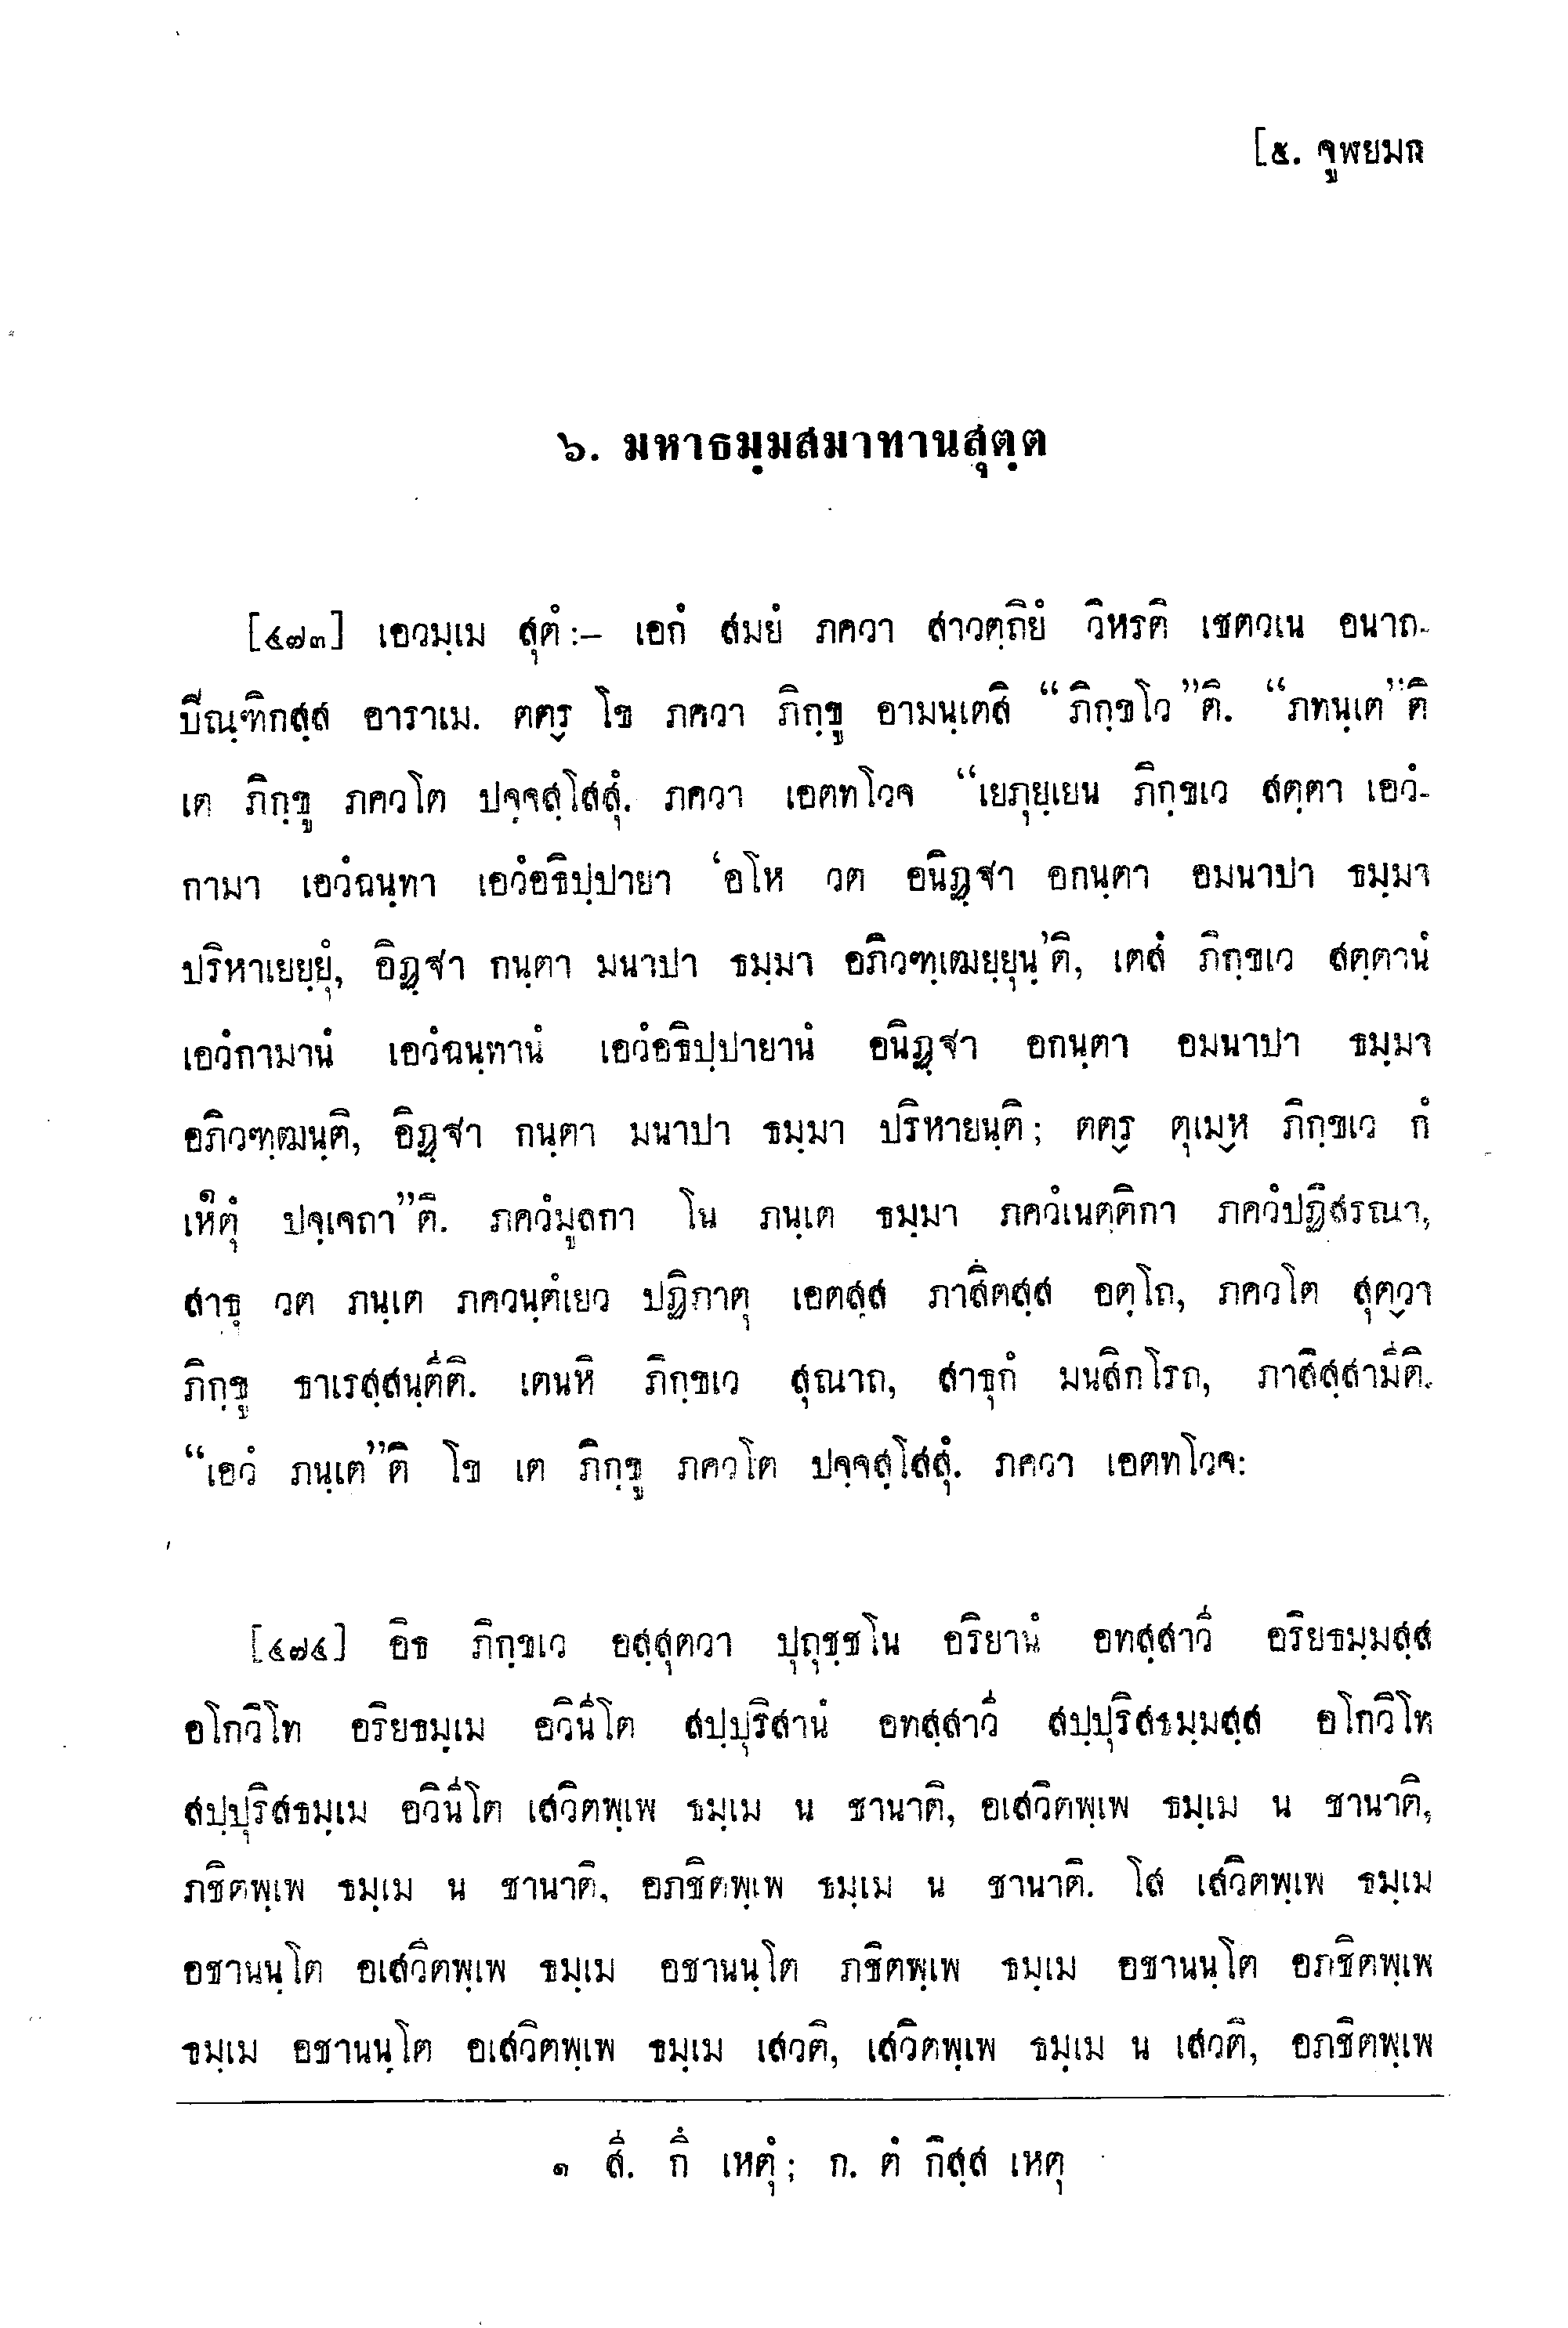 [๕. จูฬยมก
๖. มหาธมฺมสมาทานสุตฺต
[๔๗๓] เอวมฺเม สุตํ :– เอกํ สมยํ ภควา สาวตฺถิยํ วิหรติ เชตวเน อนาถ-
ปิณฺฑิกสฺส อาราเม. ตตฺร โข ภควา ภิกฺขู อามนฺเตสิ “ภิกฺขโว”ติ. “ภทนฺเต”ติ
เต ภิกฺขู ภควโต ปจฺจสฺโสสุํ. ภควา เอตทโวจ “เยภุยฺเยน ภิกฺขเว สตฺตา เอวํ-
กามา เอวํฉนฺทา เอวํอธิปฺปายา ‘อโห วต อนิฏฺฐา อกนฺตา อมนาปา ธมฺมา
ปริหาเยยฺยุํ, อิฏฺฐา กนฺตา มนาปา ธมฺมา อภิวฑฺเฒยฺยุนฺ’ติ, เตสํ ภิกฺขเว สตฺตานํ
เอวํกามานํ เอวํฉนฺทานํ เอวํอธิปฺปายานํ อนิฏฺฐา อกนฺตา อมนาปา ธมฺมา
อภิวฑฺฒนฺติ, อิฏฺฐา กนฺตา มนาปา ธมฺมา ปริหายนฺติ; ตตฺร ตุเมฺห ภิกฺขเว กํ
เหตุํ๑ ปจฺเจถา”ติ. ภควํมูลกา โน ภนฺเต ธมฺมา ภควํเนตฺติกา ภควํปฏิสรณา,
สาธุ วต ภนฺเต ภควนฺตํเยว ปฏิภาตุ เอตสฺส ภาสิตสฺส อตฺโถ, ภควโต สุตฺวา
ภิกฺขู ธาเรสฺสนฺตีติ. เตนหิ ภิกฺขเว สุณาถ, สาธุกํ มนสิกโรถ, ภาสิสฺสามีติ.
“เอวํ ภนฺเต”ติ โข เต ภิกฺขู ภควโต ปจฺจสฺโสสุํ. ภควา เอตทโวจ:
[๔๗๔] อิธ ภิกฺขเว อสฺสุตวา ปุถุชฺชโน อริยานํ อทสฺสาวี อริยธมฺมสฺส
อโกวิโท อริยธมฺเม อวินีโต สปฺปุริสานํ อทสฺสาวี สปฺปุริสธมฺมสฺส อโกวิโท
สปฺปุริสธมฺเม อวินีโต เสวิตพฺเพ ธมฺเม น ชานาติ, อเสวิตพฺเพ ธมฺเม น ชานาติ,
ภชิตพฺเพ ธมฺเม น ชานาติ, อภชิตพฺเพ ธมฺเม น ชานาติ. โส เสวิตพฺเพ ธมฺเม
อชานนฺโต อเสวิตพฺเพ ธมฺเม อชานนฺโต ภชิตพฺเพ ธมฺเม อชานนฺโต อภชิตพฺเพ
ธมฺเม อชานนฺโต อเสวิตพฺเพ ธมฺเม เสวติ, เสวิตพฺเพ ธมฺเม น เสวติ, อภชิตพฺเพ
๑ สี. กึ เหตุํ; ก. ตํ กิสฺส เหตุ